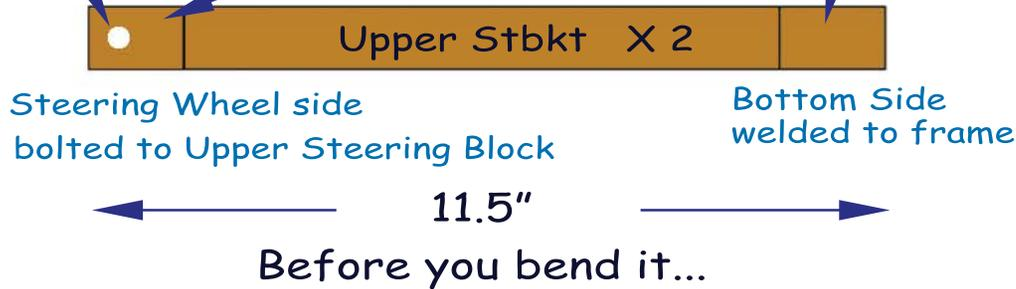 Upper Stbkt X 2
Steering Wheel side
bolted to Upper Steering Block
Bottom Side
welded to frame
11.5”
Before you bend it...